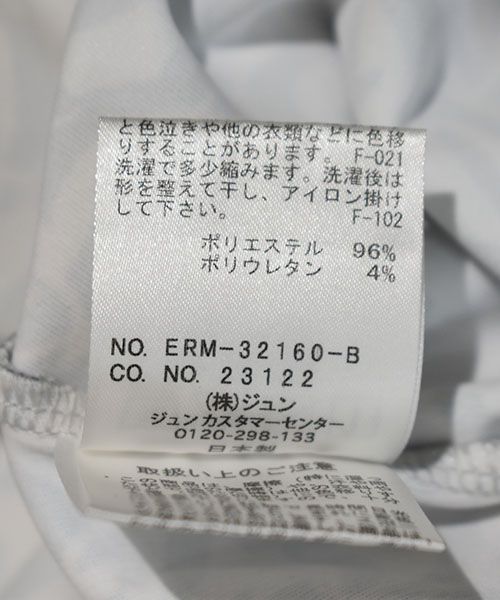 と色泣きや他の衣類などに色移
りすることがあります。 F-021
洗濯で多少縮みます。洗濯後は
形を整えて干し、アイロン掛け
して下さい。 F-102
ポリエステル 96%
ポリウレタン 4%
NO. ERM-32160-B
CO. NO. 23122
(株)ジュン
ジュン カスタマーセンター
0120-298-133
日本製
取扱い上のご注意